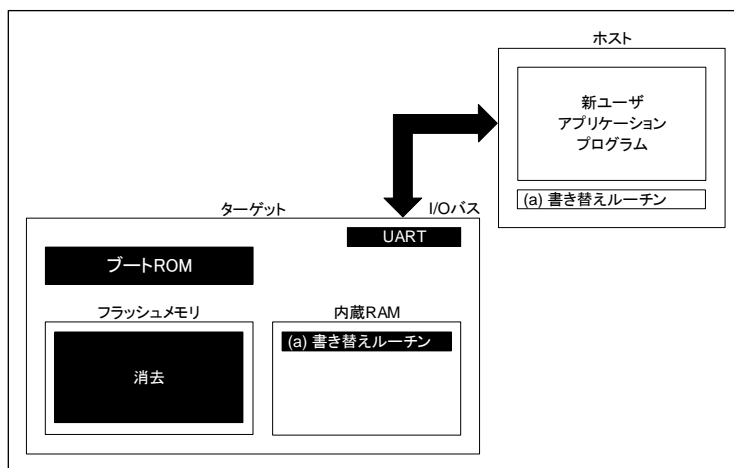 ホスト
新ユーザ
アプリケーション
プログラム
(a) 書き替えルーチン
ターゲット
I/Oバス
UART
ブートROM
フラッシュメモリ
内蔵RAM
消去
(a) 書き替えルーチン